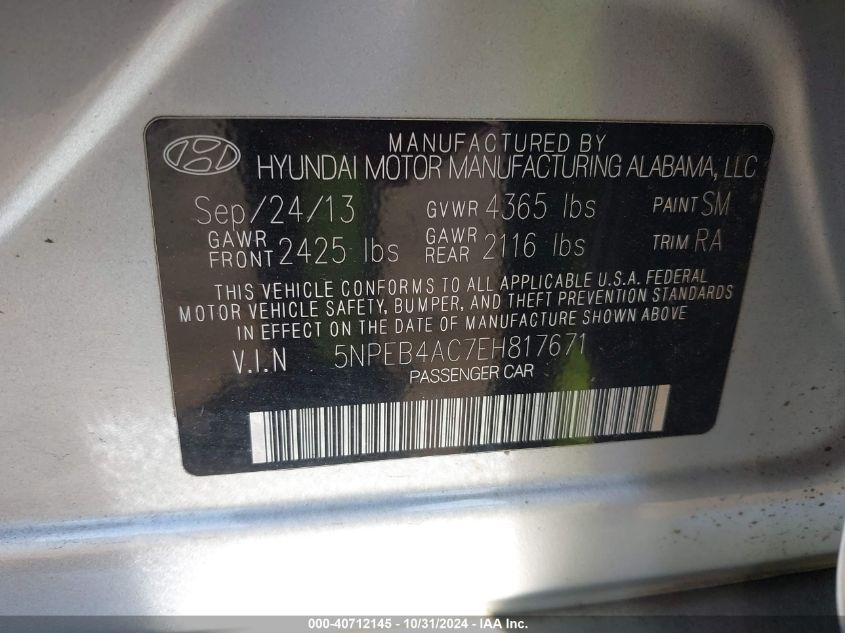 MANUFACTURED BY
HYUNDAI MOTOR MANUFACTURING ALABAMA, LLC
Sep/24/13 GVWR 4365 lbs PAINT SM
GAWR FRONT 2425 lbs GAWR REAR 2116 lbs TRIM RA
THIS VEHICLE CONFORMS TO ALL APPLICABLE U.S.A. FEDERAL
MOTOR VEHICLE SAFETY, BUMPER, AND THEFT PREVENTION STANDARDS
IN EFFECT ON THE DATE OF MANUFACTURE SHOWN ABOVE
V.I.N 5NPEB4AC7EH817671
PASSENGER CAR
000-40712145 - 10/31/2024 - IAA Inc.